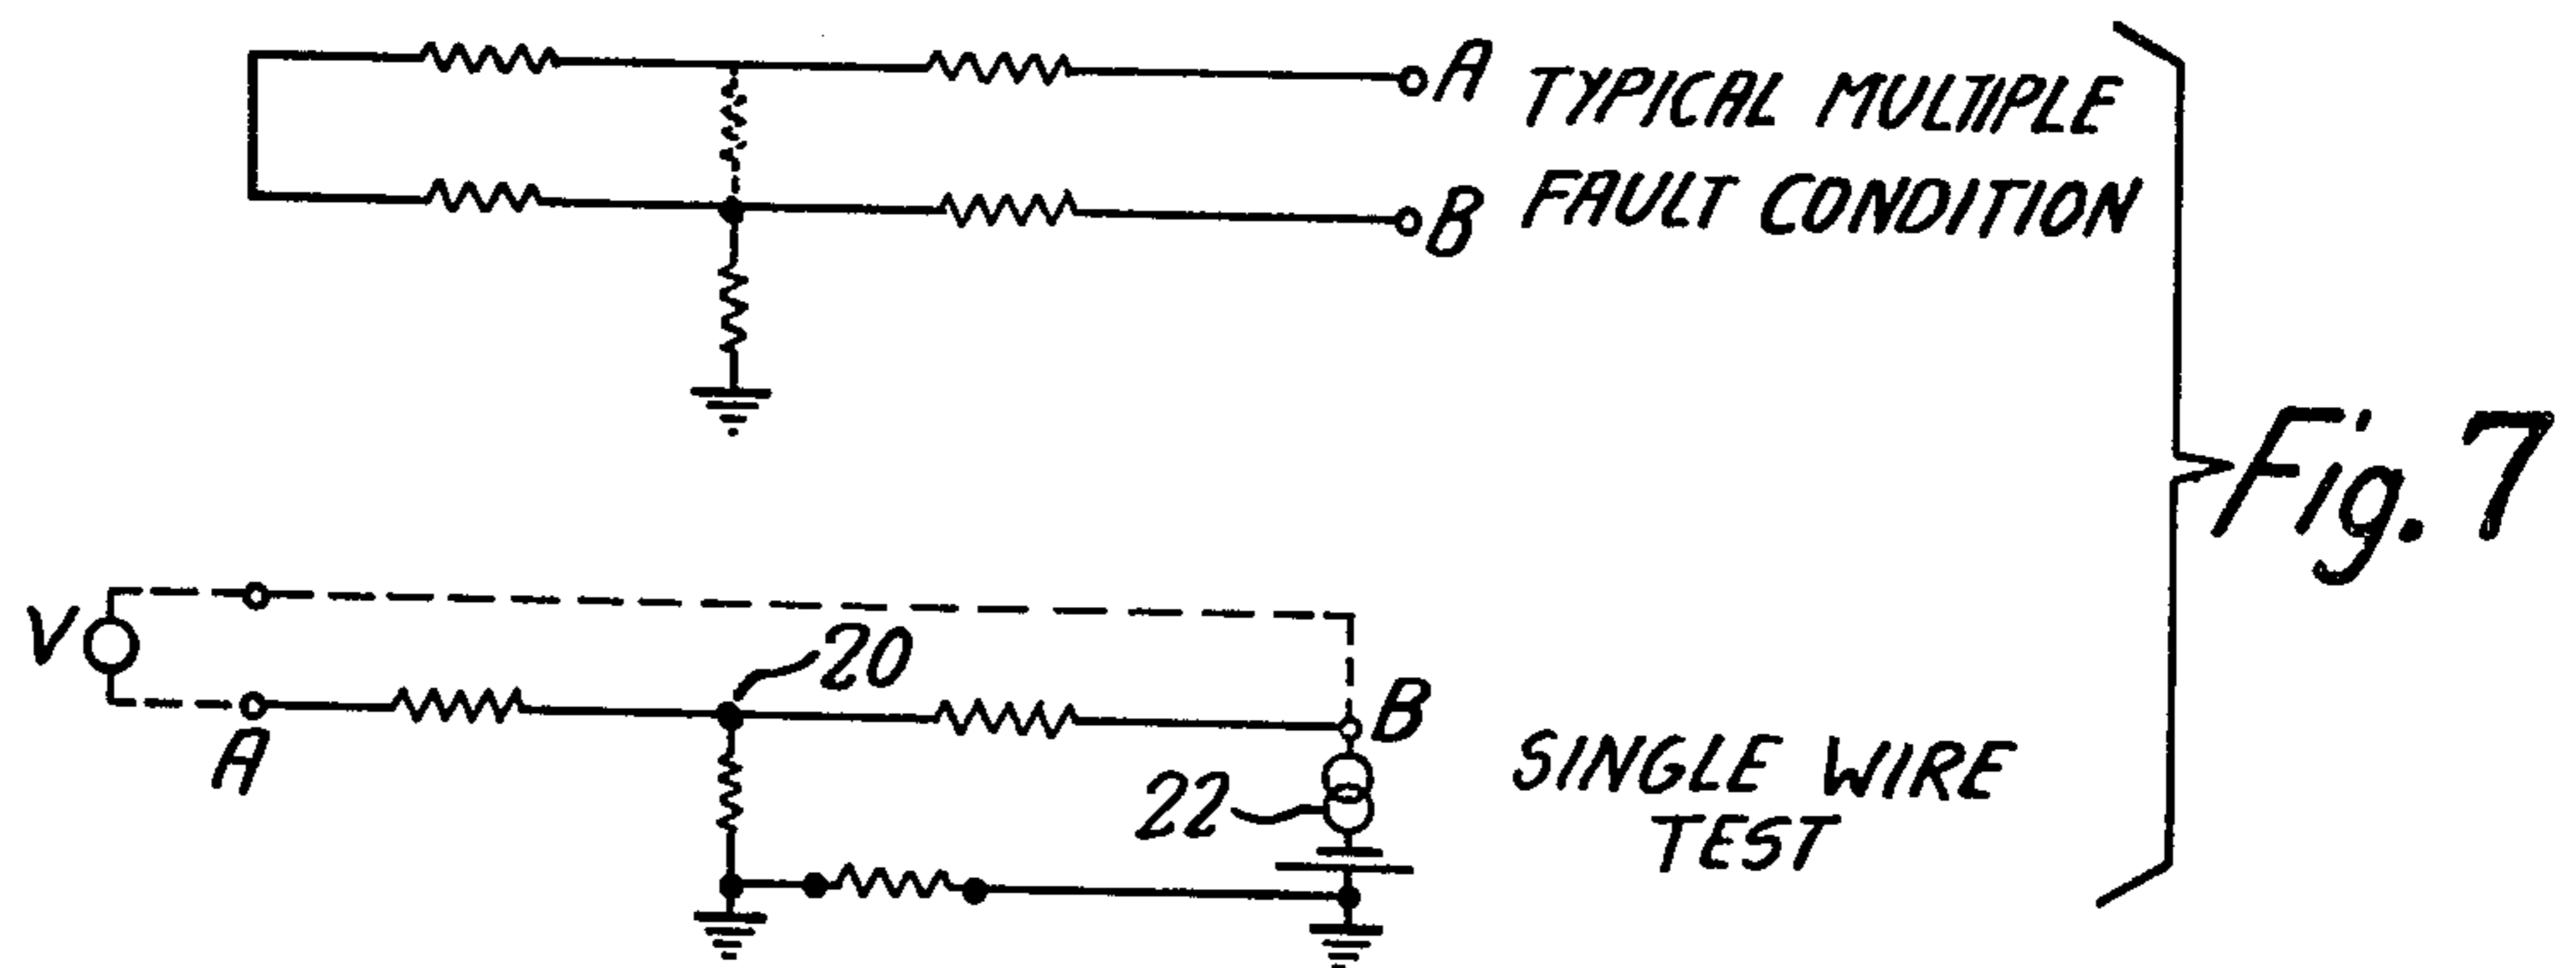 A
TYPICAL MULTIPLE
FAULT CONDITION
B
Fig. 7
V
20
A
B
22
SINGLE WIRE
TEST